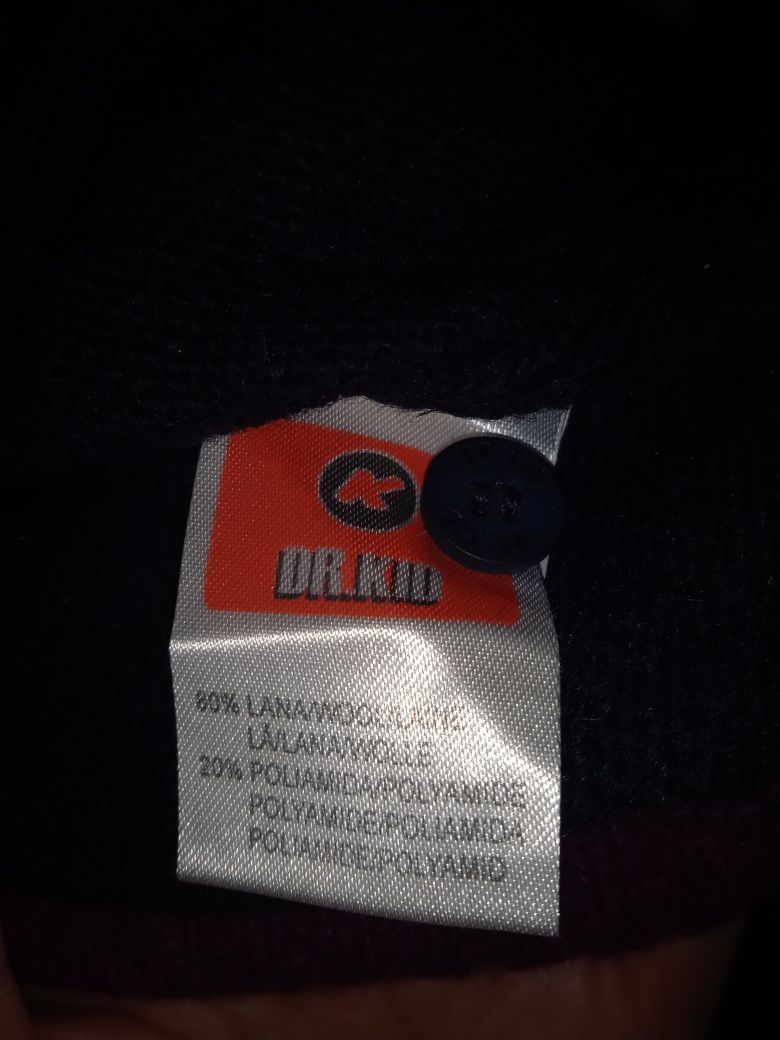 K
DR.KID
80% LANA/WOOL/LAINE
LÃ/LANA/WOLLE
20% POLIAMIDA/POLYAMIDE
POLYAMIDE/POLIAMIDA
POLIAMIDE/POLYAMID